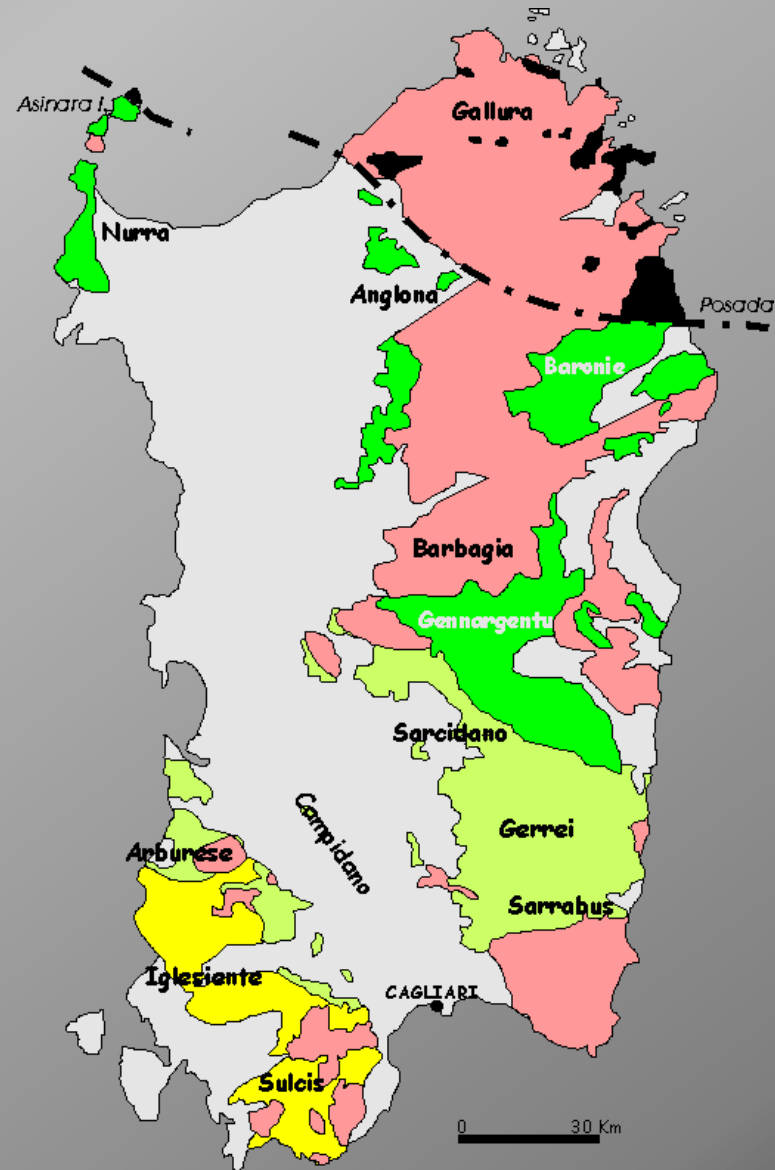 Gallura
Asinara I.
Nurra
Anglona
Posada
Baronie
Barbagia
Gennargentu
Sarcidano
Campidano
Gerrei
Arburese
Sarrabus
Iglesiente
CAGLIARI
Sulcis
0 30 Km